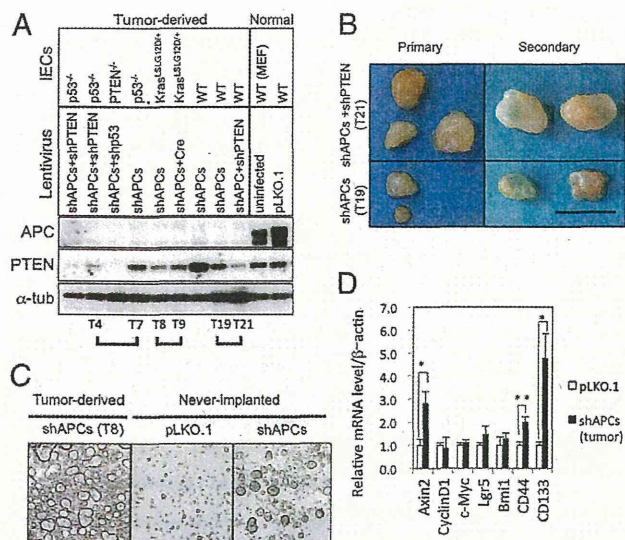 A
Tumor-derived
Normal
IECs
p53-/-
p53-/-
PTEN-/-
p53-/-
KrasLSLG12D/+
KrasLSLG12D/+
WT
WT
WT
WT (MEF)
WT
Lentivirus
shAPCs+shPTEN
shAPCs+shPTEN
shAPCs+shp53
shAPCs
shAPCs
shAPCs+Cre
shAPCs
shAPCs
shAPC+shPTEN
uninfected
pLKO.1
APC
PTEN
α-tub
T4 T7 T8 T9 T19 T21
B
Primary
Secondary
shAPCs +shPTEN
(T21)
shAPCs
(T19)
C
Tumor-derived
Never-implanted
shAPCs (T8)
pLKO.1
shAPCs
D
Relative mRNA level/β-actin
7.0
6.0
5.0
4.0
3.0
2.0
1.0
0.0
*
* *
*
pLKO.1
shAPCs
(tumor)
Axin2
CyclinD1
c-Myc
Lgr5
Bmi1
CD44
CD133